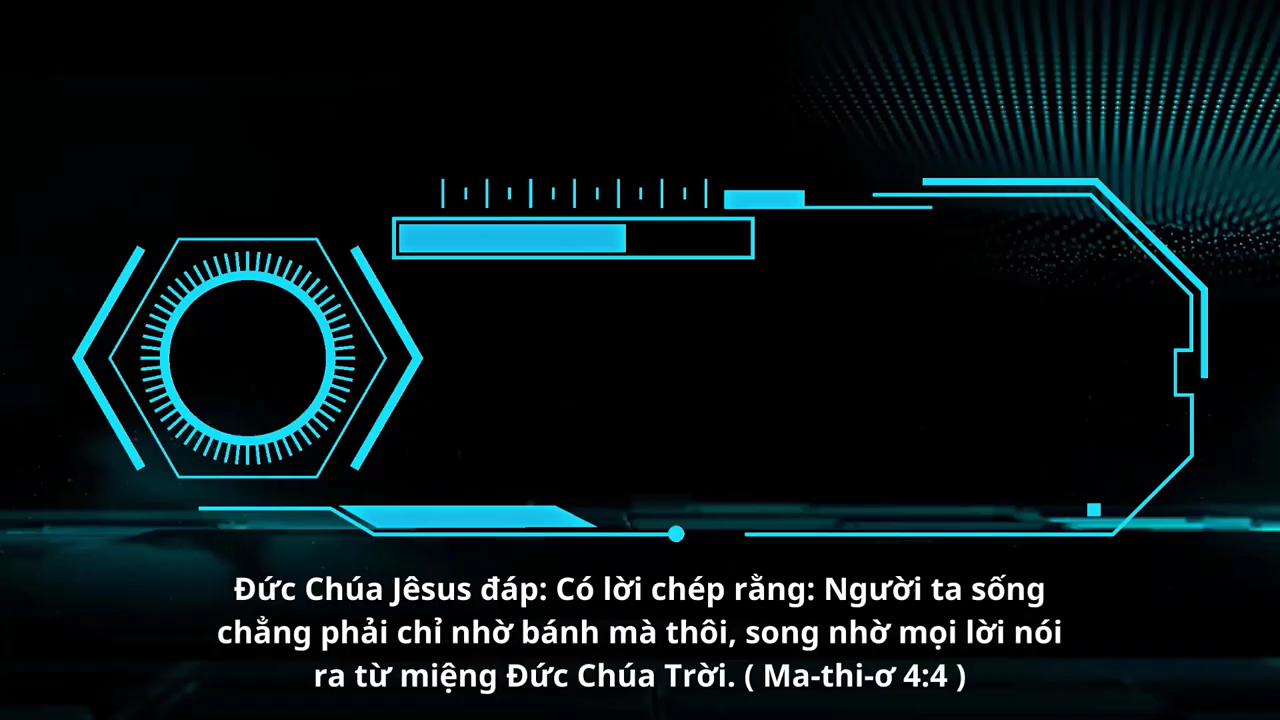 Đức Chúa Jêsus đáp: Có lời chép rằng: Người ta sống
chẳng phải chỉ nhờ bánh mà thôi, song nhờ mọi lời nói
ra từ miệng Đức Chúa Trời. ( Ma-thi-ơ 4:4 )